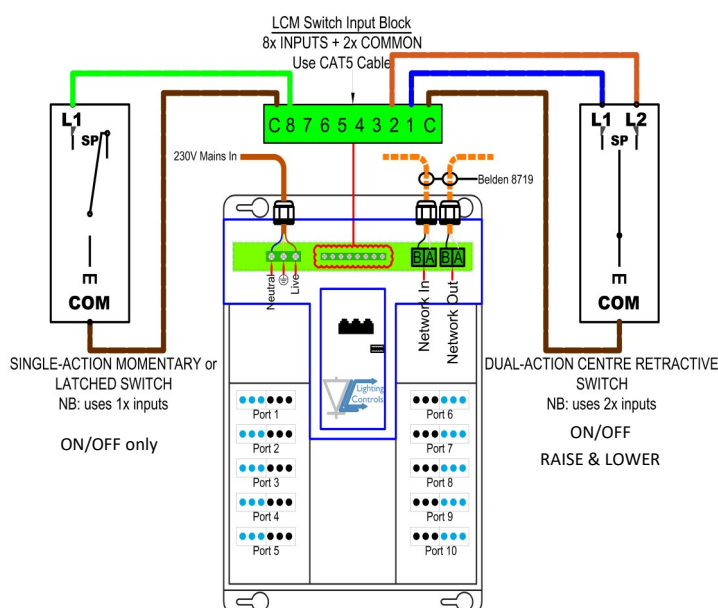 LCM Switch Input Block
8x INPUTS + 2x COMMON
Use CAT5 Cable
L1
SP
COM
C 8 7 6 5 4 3 2 1 C
L1 L2
SP
COM
230V Mains In
Belden 8719
Neutral
Live
B A B A
Network In
Network Out
SINGLE-ACTION MOMENTARY or
LATCHED SWITCH
NB: uses 1x inputs
ON/OFF only
DUAL-ACTION CENTRE RETRACTIVE
SWITCH
NB: uses 2x inputs
ON/OFF
RAISE & LOWER
Lighting
Controls
Port 1
Port 2
Port 3
Port 4
Port 5
Port 6
Port 7
Port 8
Port 9
Port 10